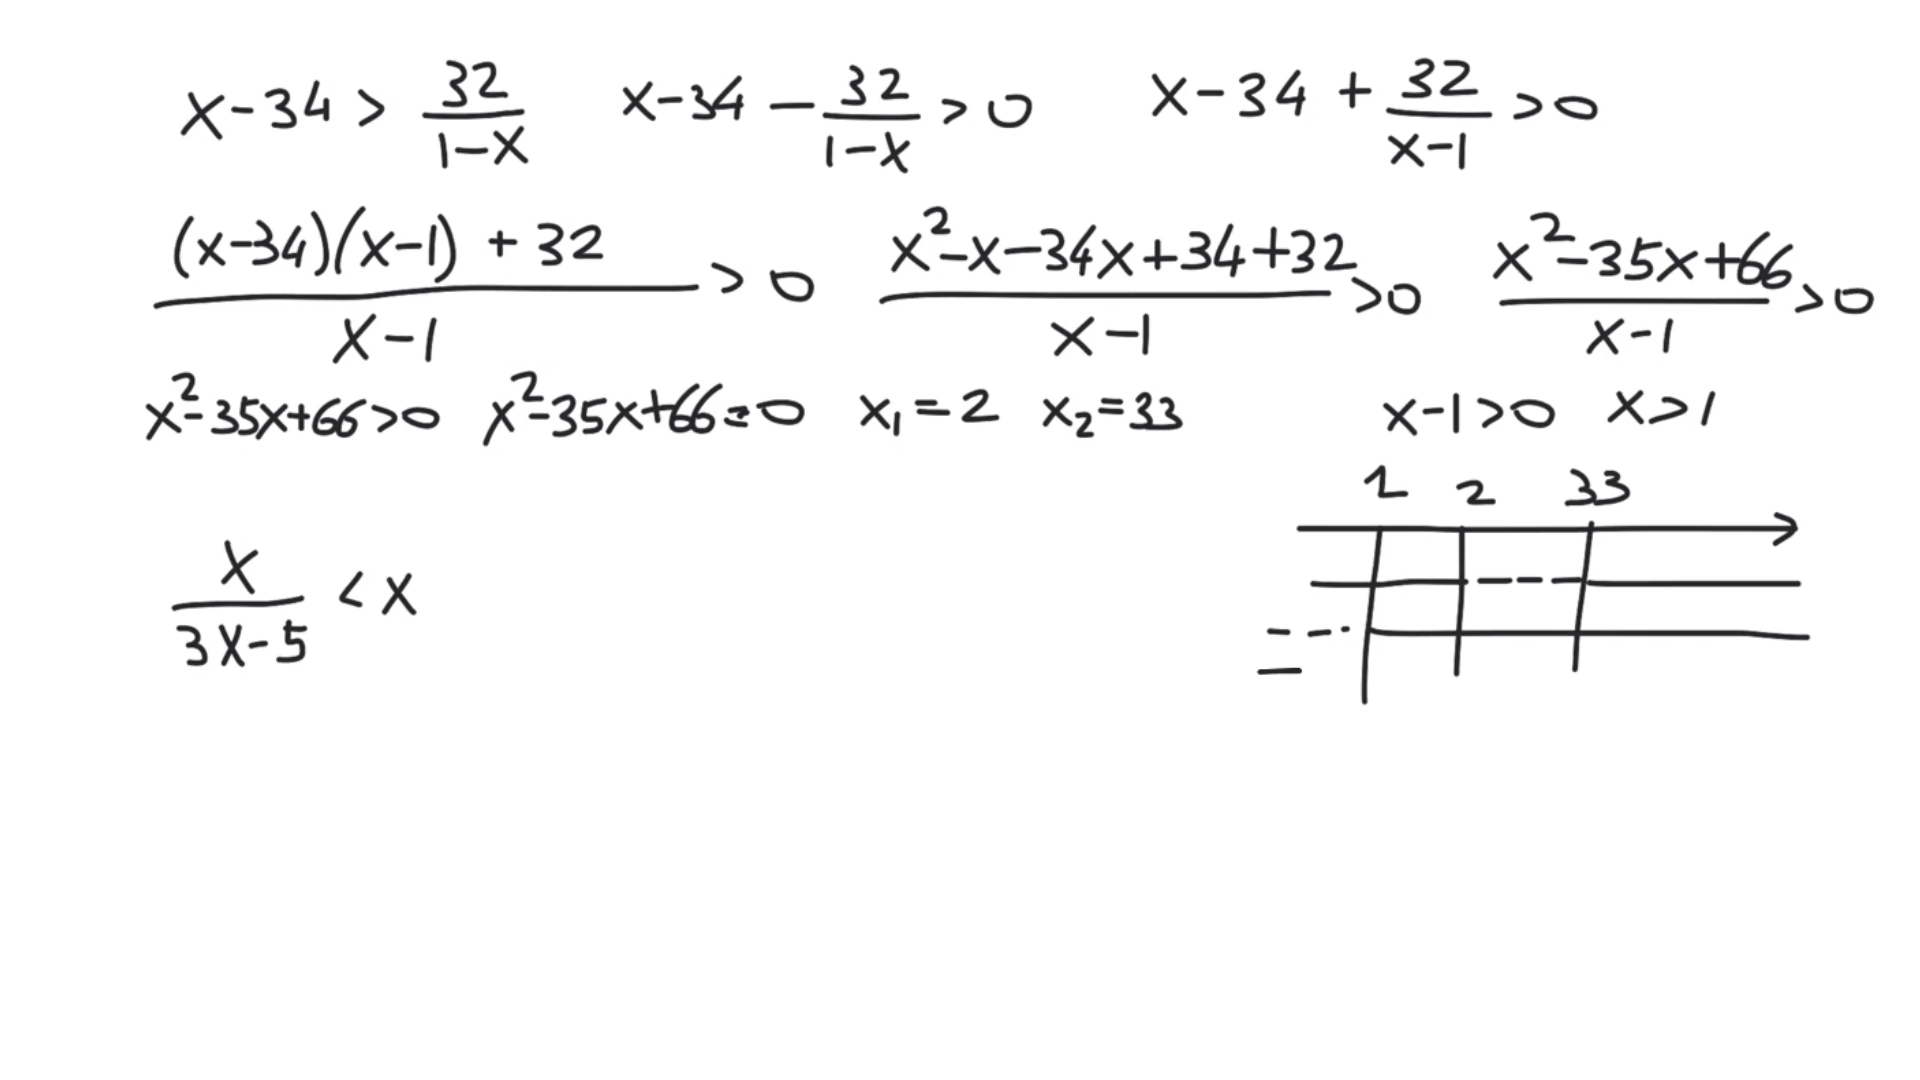 x-34 > 32/(1-x)   x-34 - 32/(1-x) > 0   x-34 + 32/(x-1) > 0
((x-34)(x-1) + 32)/(x-1) > 0   (x²-x-34x+34+32)/(x-1) > 0   (x²-35x+66)/(x-1) > 0
x²-35x+66>0   x²-35x+66=0   x₁=2   x₂=33   x-1>0   x>1
1 2 33
x/(3x-5) < x